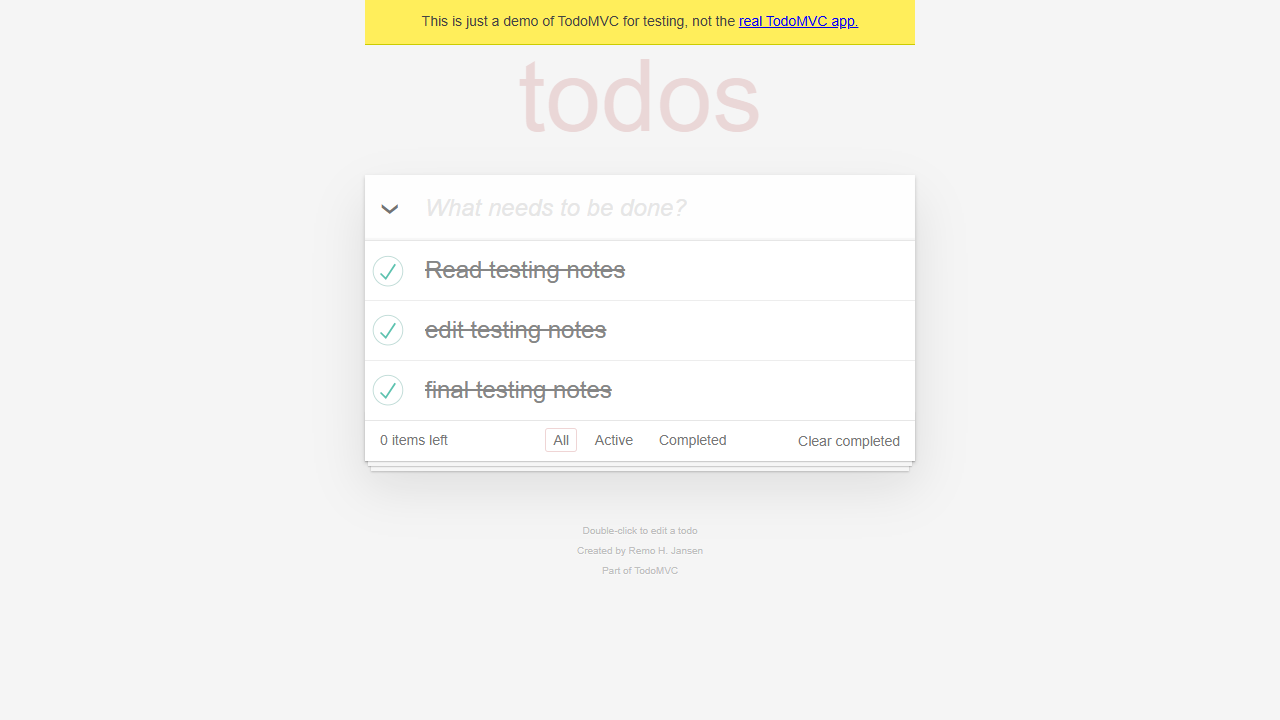 This is just a demo of TodoMVC for testing, not the real TodoMVC app.
todos
What needs to be done?
Read testing notes
edit testing notes
final testing notes
0 items left All Active Completed Clear completed
Double-click to edit a todo
Created by Remo H. Jansen
Part of TodoMVC